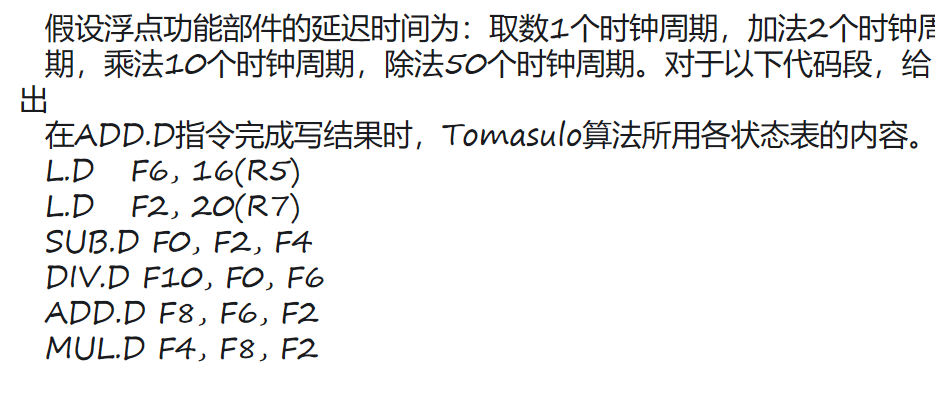 假设浮点功能部件的延迟时间为：取数1个时钟周期，加法2个时钟周
期，乘法10个时钟周期，除法50个时钟周期。对于以下代码段，给
出
在ADD.D指令完成写结果时，Tomasulo算法所用各状态表的内容。
L.D F6, 16(R5)
L.D F2, 20(R7)
SUB.D F0, F2, F4
DIV.D F10, F0, F6
ADD.D F8, F6, F2
MUL.D F4, F8, F2